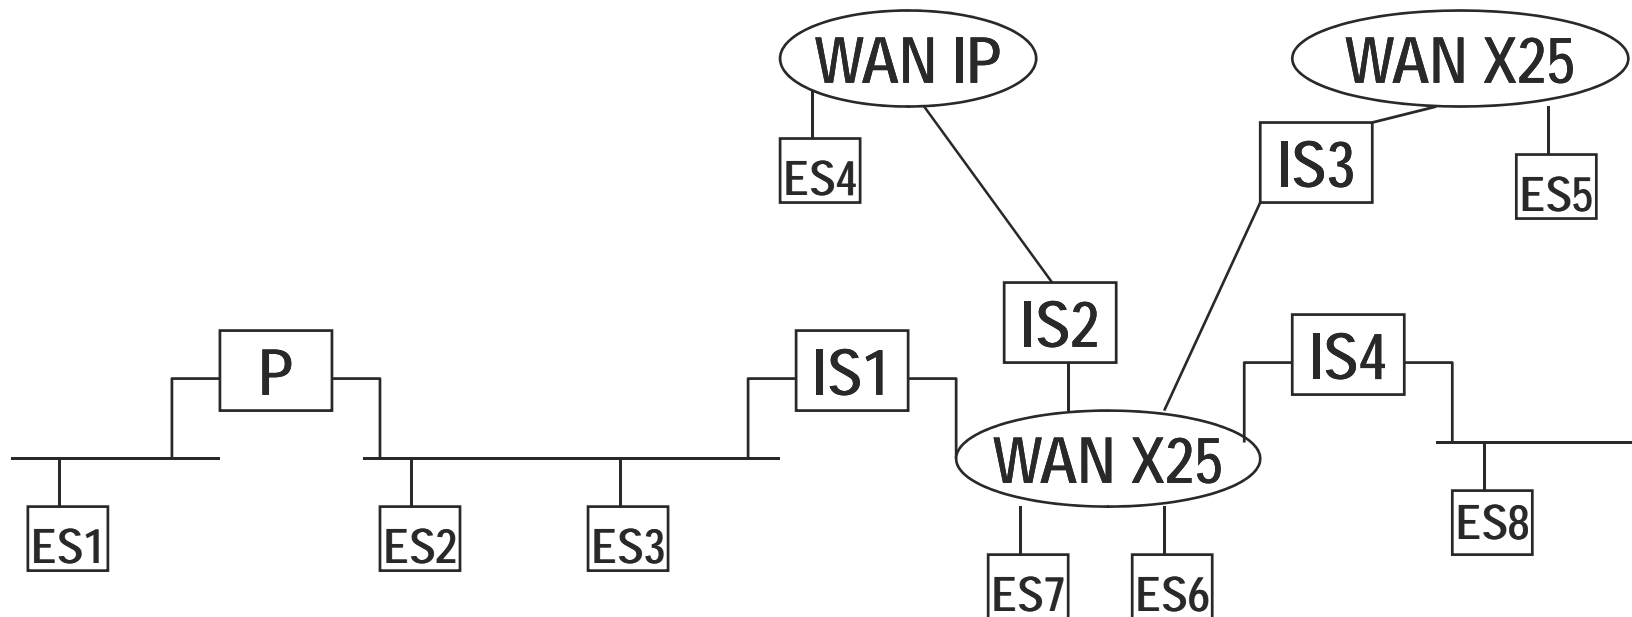 WAN IP
WAN X25
ES4
IS3
ES5
IS2
P
IS1
IS4
WAN X25
ES1
ES2
ES3
ES8
ES7
ES6